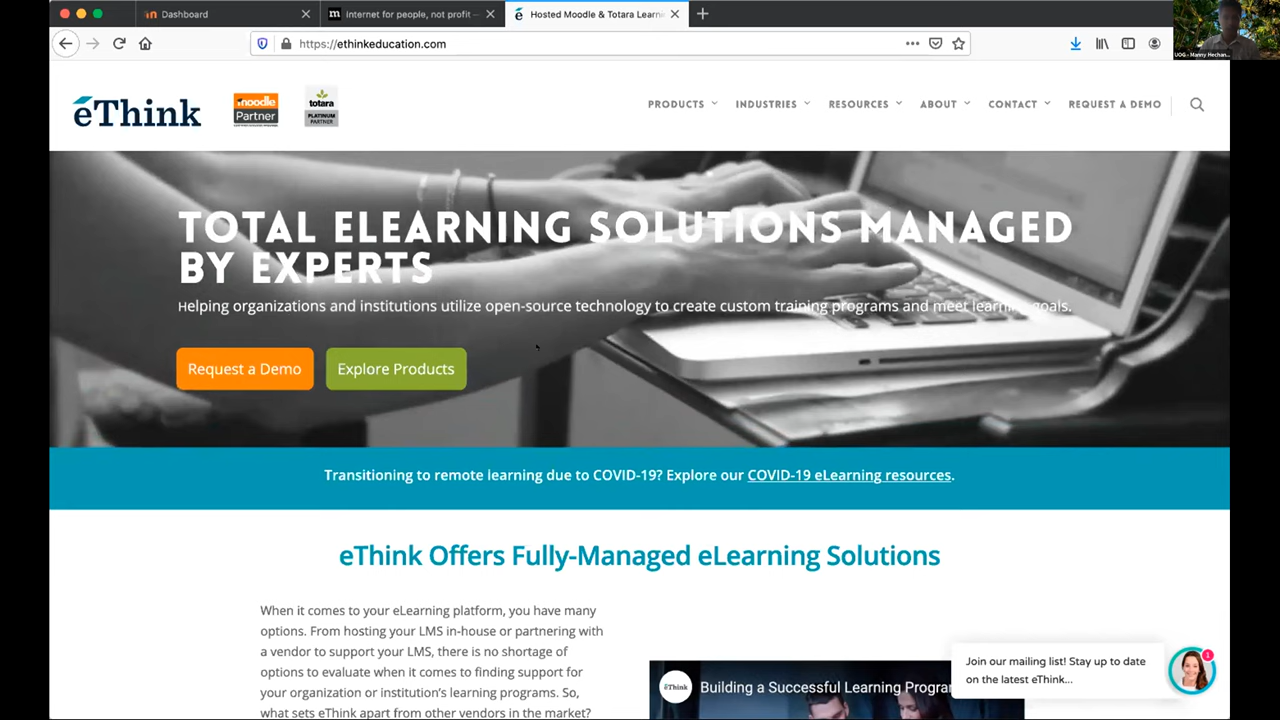 Dashboard
Internet for people, not profit
Hosted Moodle & Totara Learni
https://ethinkeducation.com
UOG - Manny Hechan...
éThink
moodle
Partner
totara
PLATINUM
PARTNER
PRODUCTS
INDUSTRIES
RESOURCES
ABOUT
CONTACT
REQUEST A DEMO
TOTAL ELEARNING SOLUTIONS MANAGED
BY EXPERTS
Helping organizations and institutions utilize open-source technology to create custom training programs and meet learning goals.
Request a Demo
Explore Products
Transitioning to remote learning due to COVID-19? Explore our COVID-19 eLearning resources.
eThink Offers Fully-Managed eLearning Solutions
When it comes to your eLearning platform, you have many
options. From hosting your LMS in-house or partnering with
a vendor to support your LMS, there is no shortage of
options to evaluate when it comes to finding support for
your organization or institution's learning programs. So,
what sets eThink apart from other vendors in the market?
éThink
Building a Successful Learning Progra
Join our mailing list! Stay up to date
on the latest eThink...
1